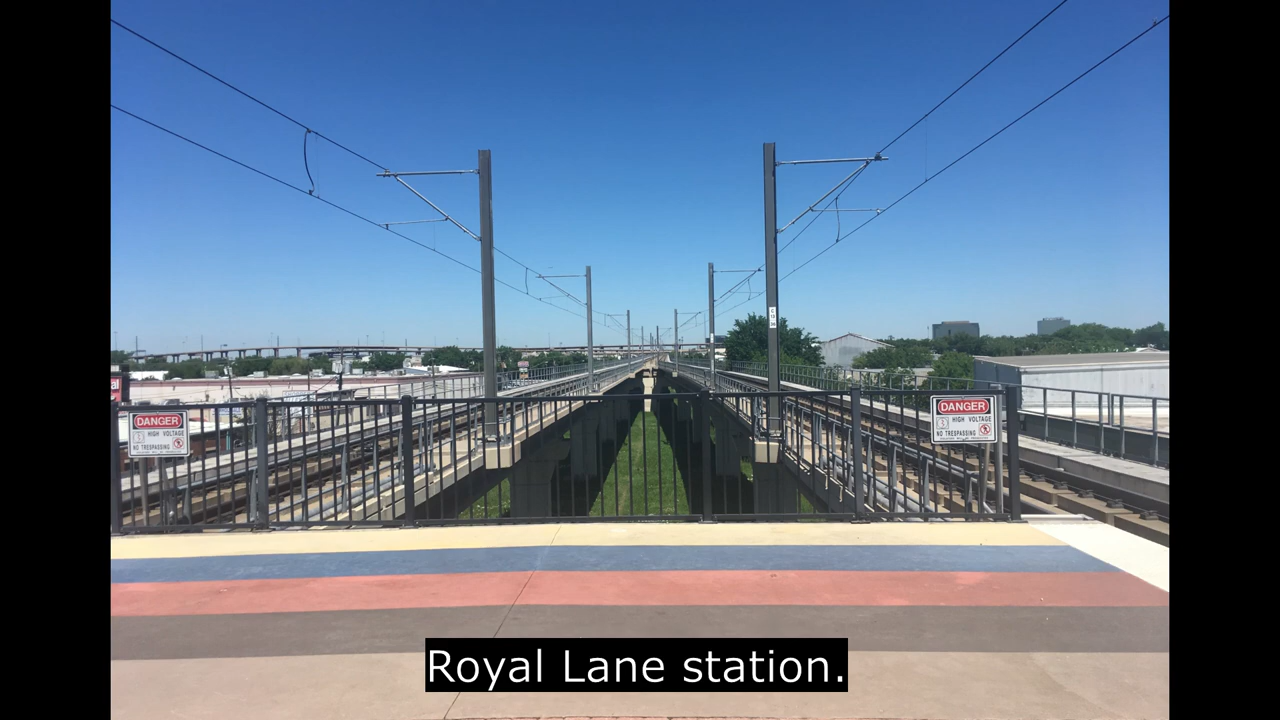 DANGER
HIGH VOLTAGE
NO TRESPASSING
DANGER
HIGH VOLTAGE
NO TRESPASSING
Royal Lane station.